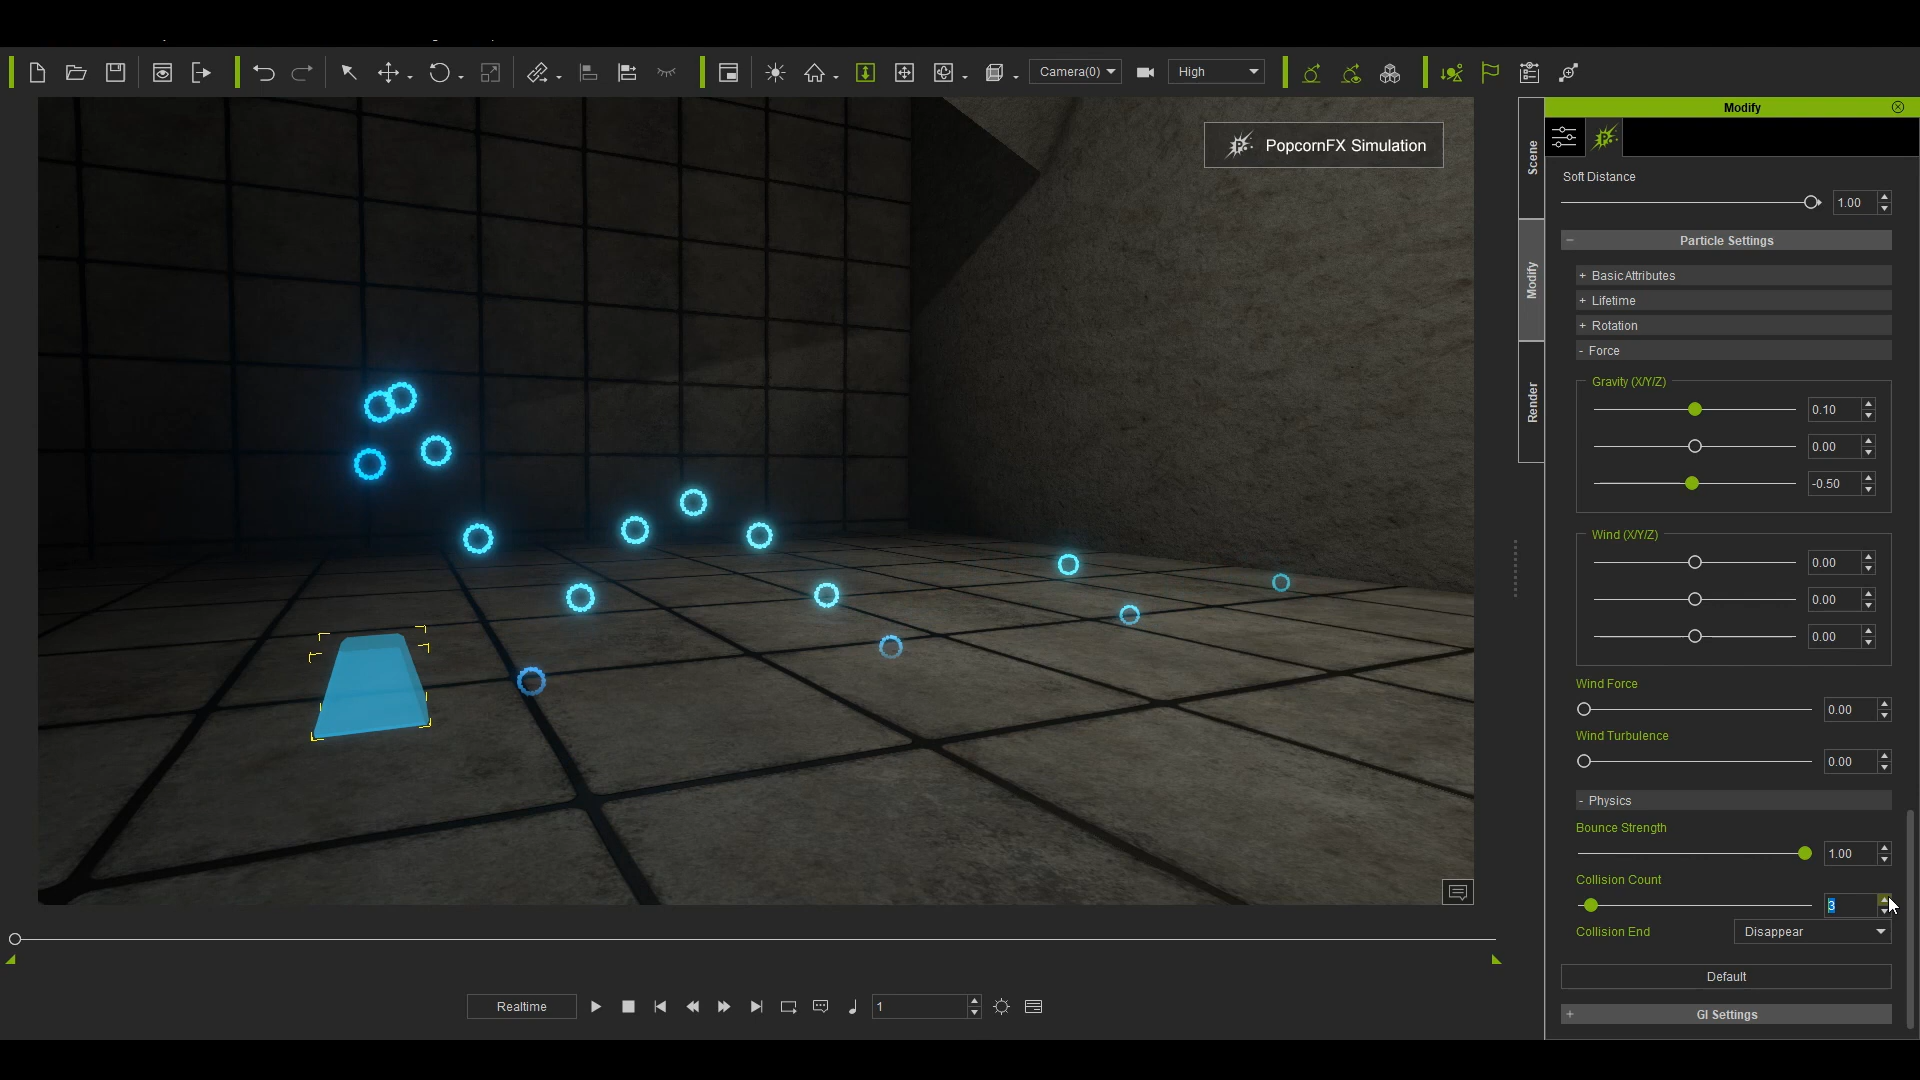 Camera(0)
High
PopcornFX Simulation
Scene
Modify
Render
Modify
Soft Distance
1.00
- Particle Settings
+ Basic Attributes
+ Lifetime
+ Rotation
- Force
Gravity (X/Y/Z)
0.10
0.00
-0.50
Wind (X/Y/Z)
0.00
0.00
0.00
Wind Force
0.00
Wind Turbulence
0.00
- Physics
Bounce Strength
1.00
Collision Count
3
Collision End Disappear
Default
+ GI Settings
Realtime
1